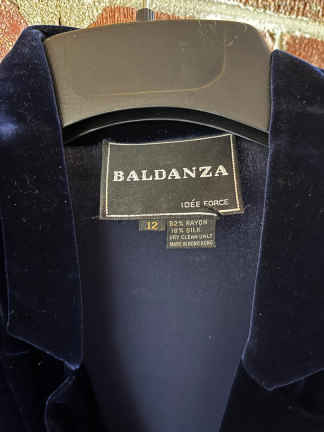 BALDANZA
IDÉE FORCE
12
82% RAYON
18% SILK
DRY CLEAN ONLY
MADE IN HONG KONG